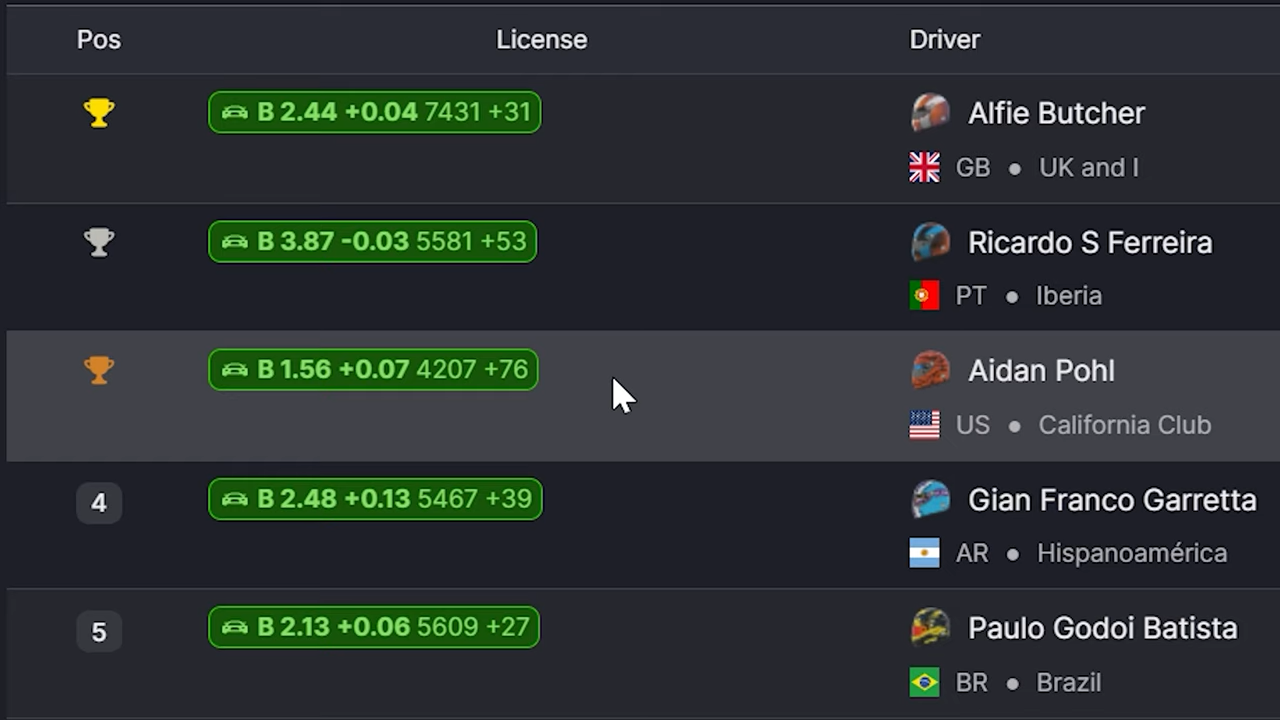 Pos License Driver
B 2.44 +0.04 7431 +31 Alfie Butcher
GB • UK and I
B 3.87 -0.03 5581 +53 Ricardo S Ferreira
PT • Iberia
B 1.56 +0.07 4207 +76 Aidan Pohl
US • California Club
4 B 2.48 +0.13 5467 +39 Gian Franco Garretta
AR • Hispanoamérica
5 B 2.13 +0.06 5609 +27 Paulo Godoi Batista
BR • Brazil